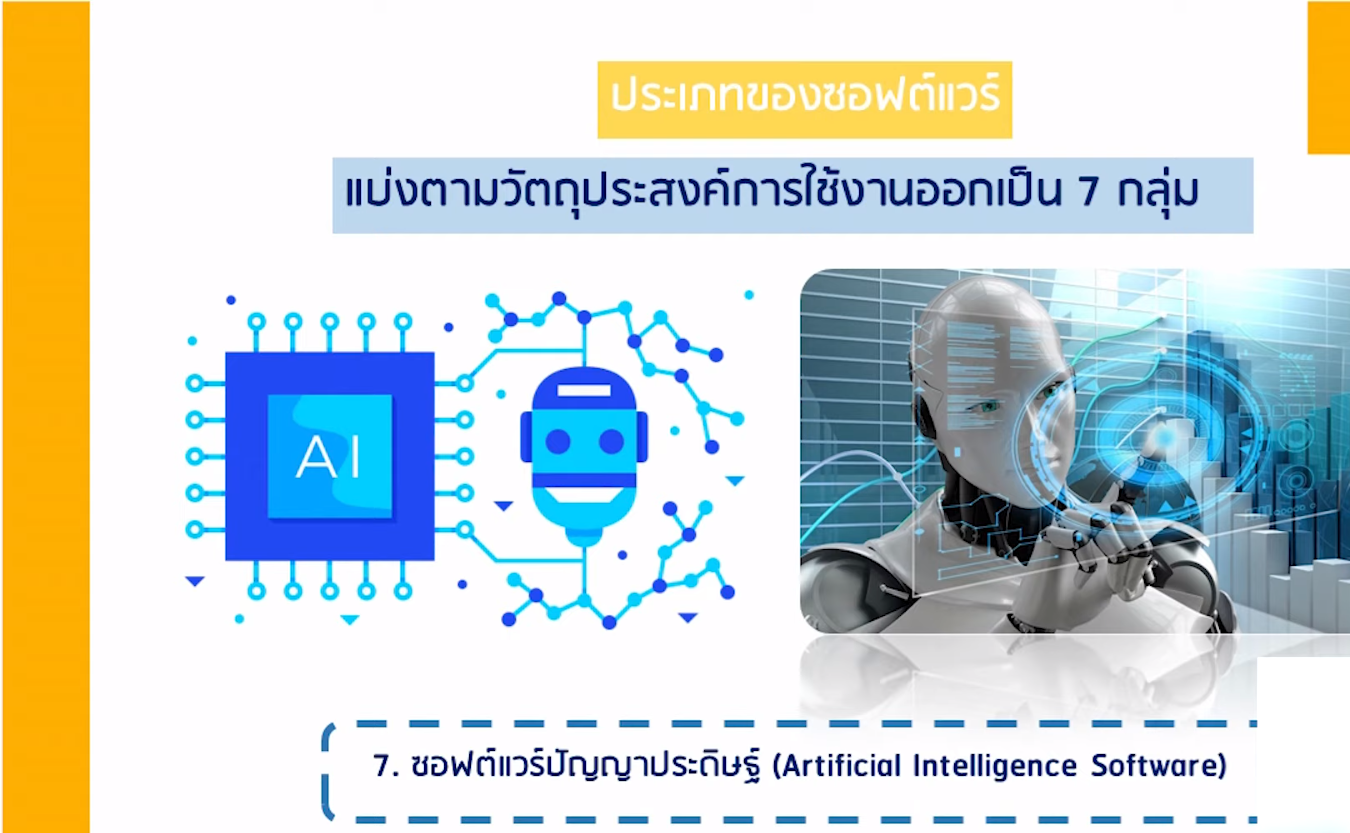 ประเภทของซอฟต์แวร์
แบ่งตามวัตถุประสงค์การใช้งานออกเป็น 7 กลุ่ม
AI
7. ซอฟต์แวร์ปัญญาประดิษฐ์ (Artificial Intelligence Software)